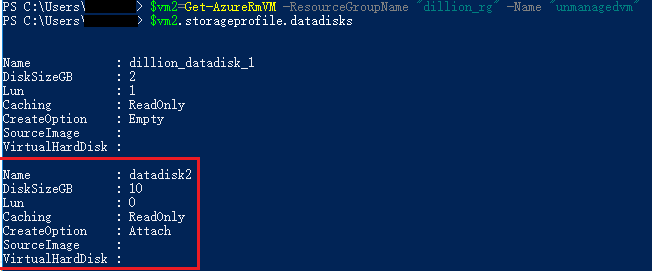 PS C:\Users\> $vm2=Get-AzureRmVM -ResourceGroupName "dillion_rg" -Name "unmanagedvm"
PS C:\Users\> $vm2.storageprofile.datadisks
Name : dillion_datadisk_1
DiskSizeGB : 2
Lun : 1
Caching : ReadOnly
CreateOption : Empty
SourceImage :
VirtualHardDisk :
Name : datadisk2
DiskSizeGB : 10
Lun : 0
Caching : ReadOnly
CreateOption : Attach
SourceImage :
VirtualHardDisk :